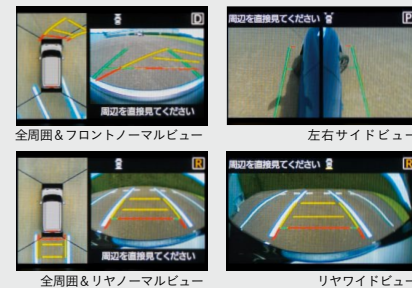 D
周辺を直接見てください
全周囲&フロントノーマルビュー
周辺を直接見てください
P
左右サイドビュー
R
周辺を直接見てください
全周囲&リヤノーマルビュー
周辺を直接見てください
R
リヤワイドビュー